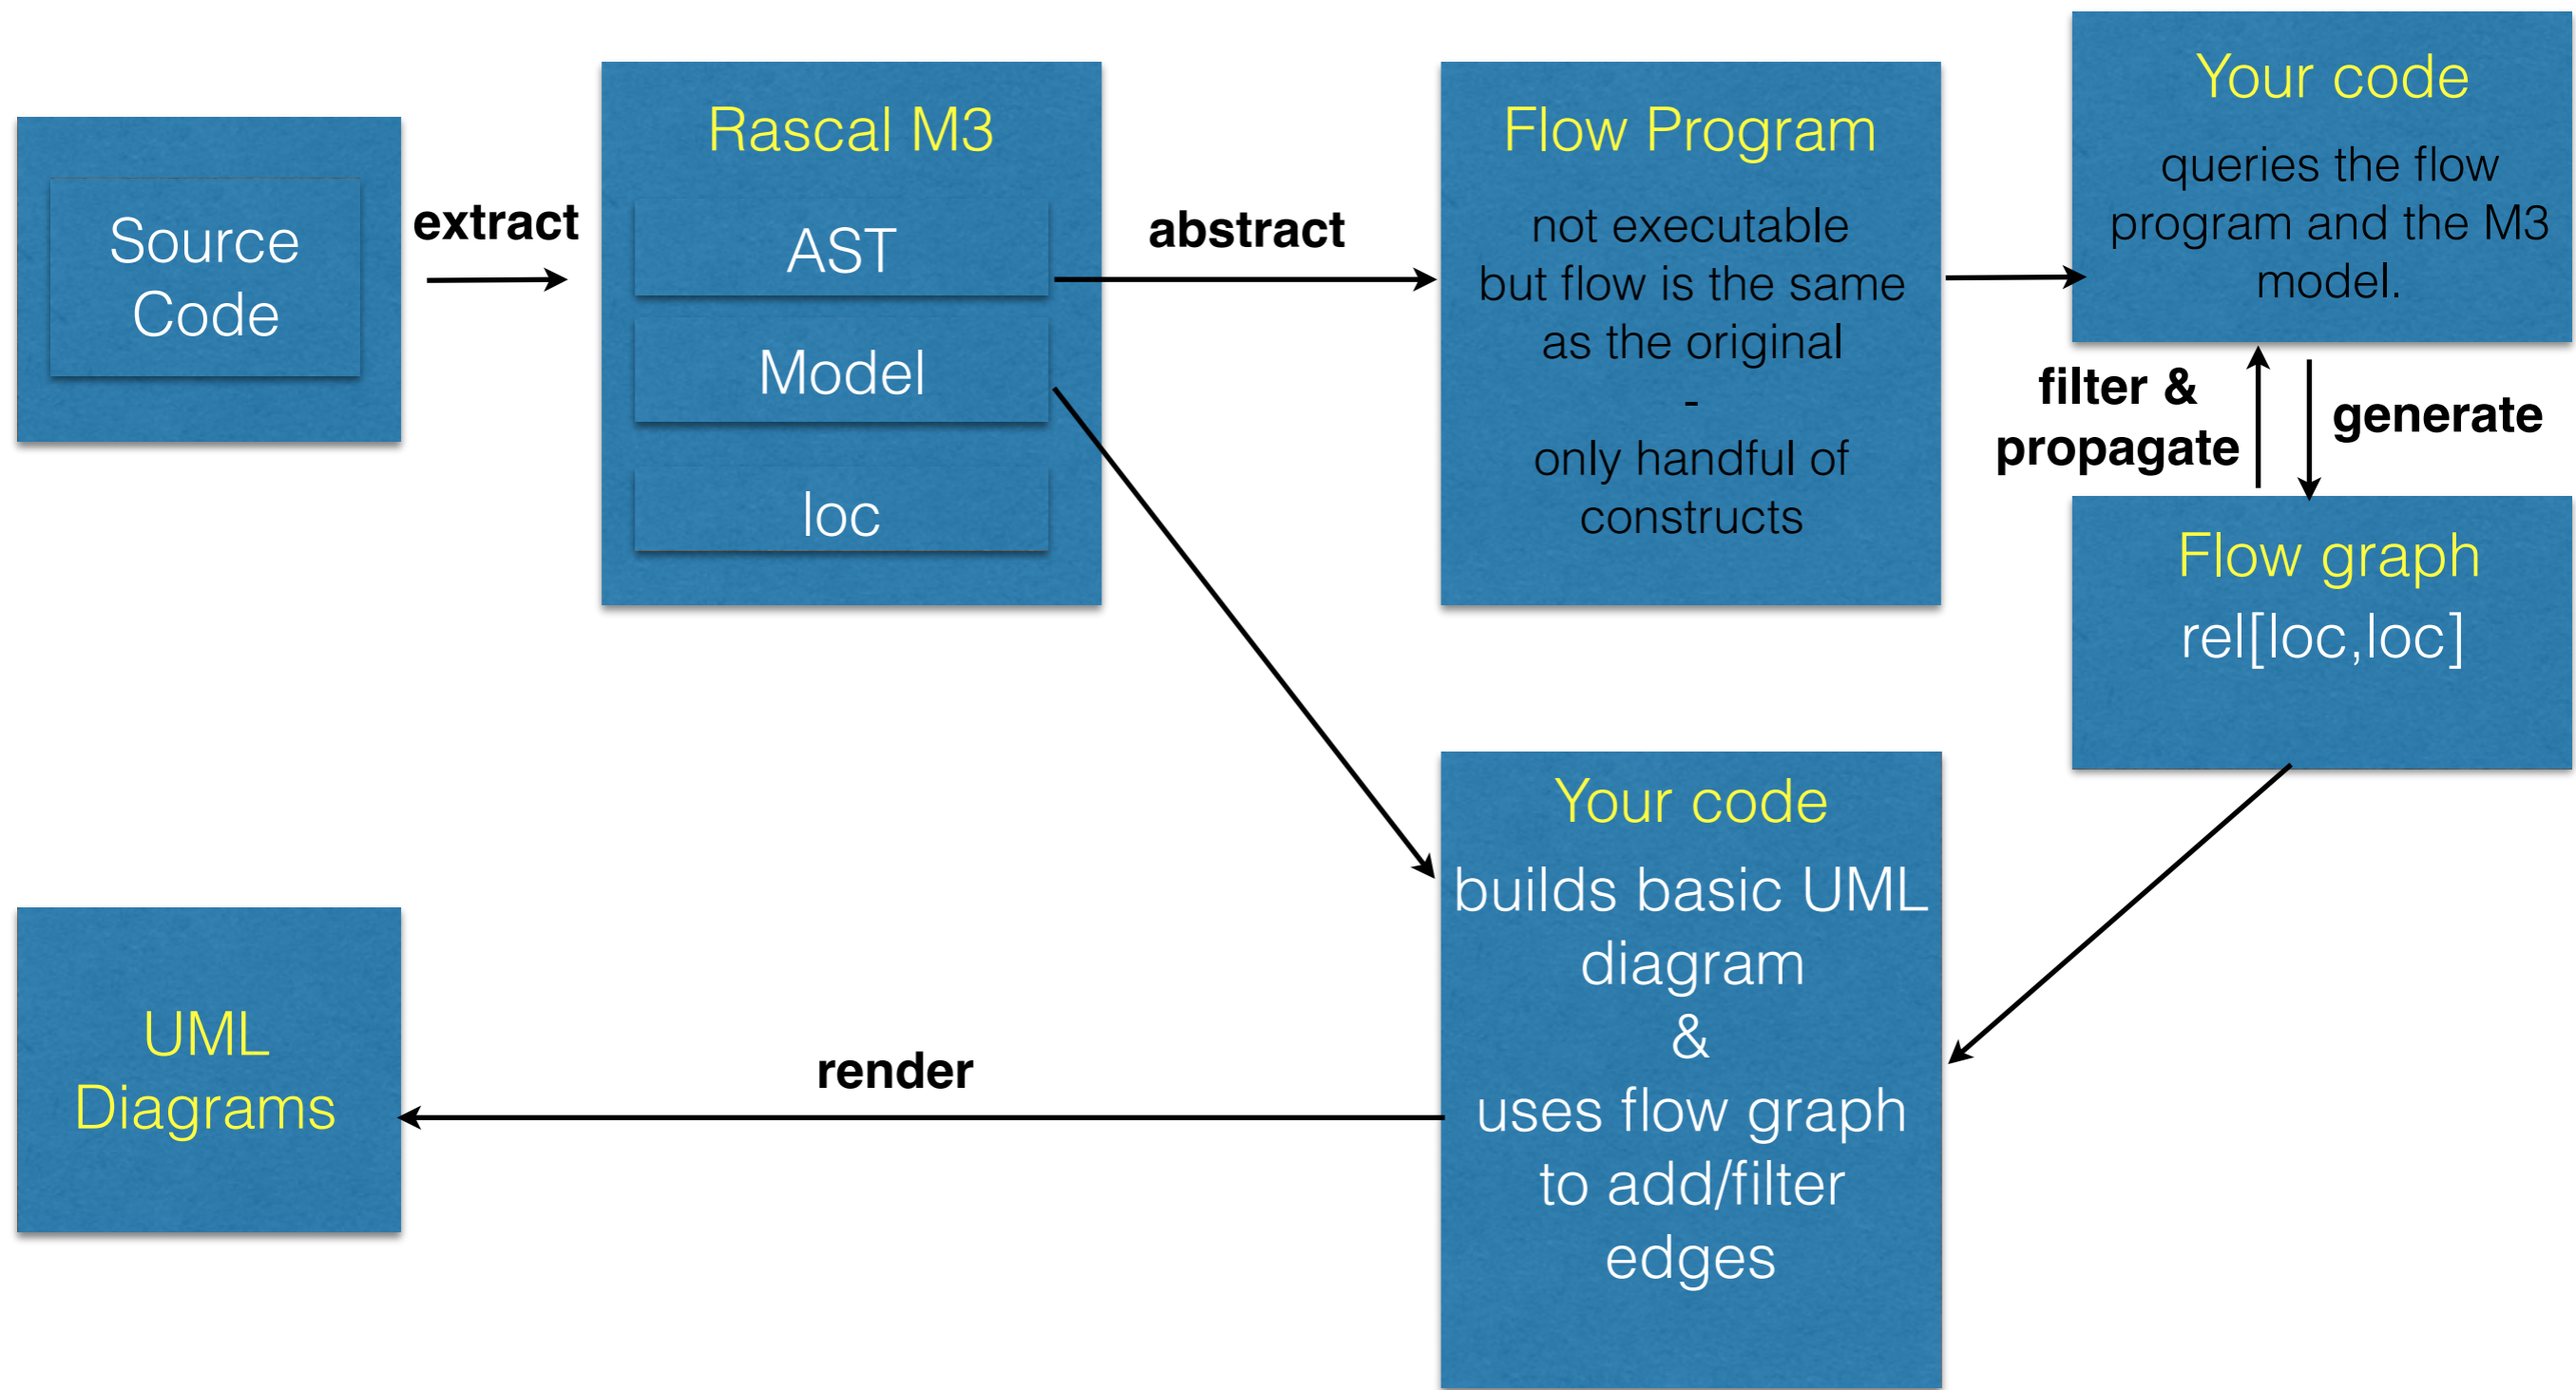 Source
Code
extract
Rascal M3
AST
Model
loc
abstract
Flow Program
not executable
but flow is the same
as the original
-
only handful of
constructs
Your code
queries the flow
program and the M3
model.
filter &
propagate
generate
Flow graph
rel[loc,loc]
Your code
builds basic UML
diagram
&
uses flow graph
to add/filter
edges
render
UML
Diagrams